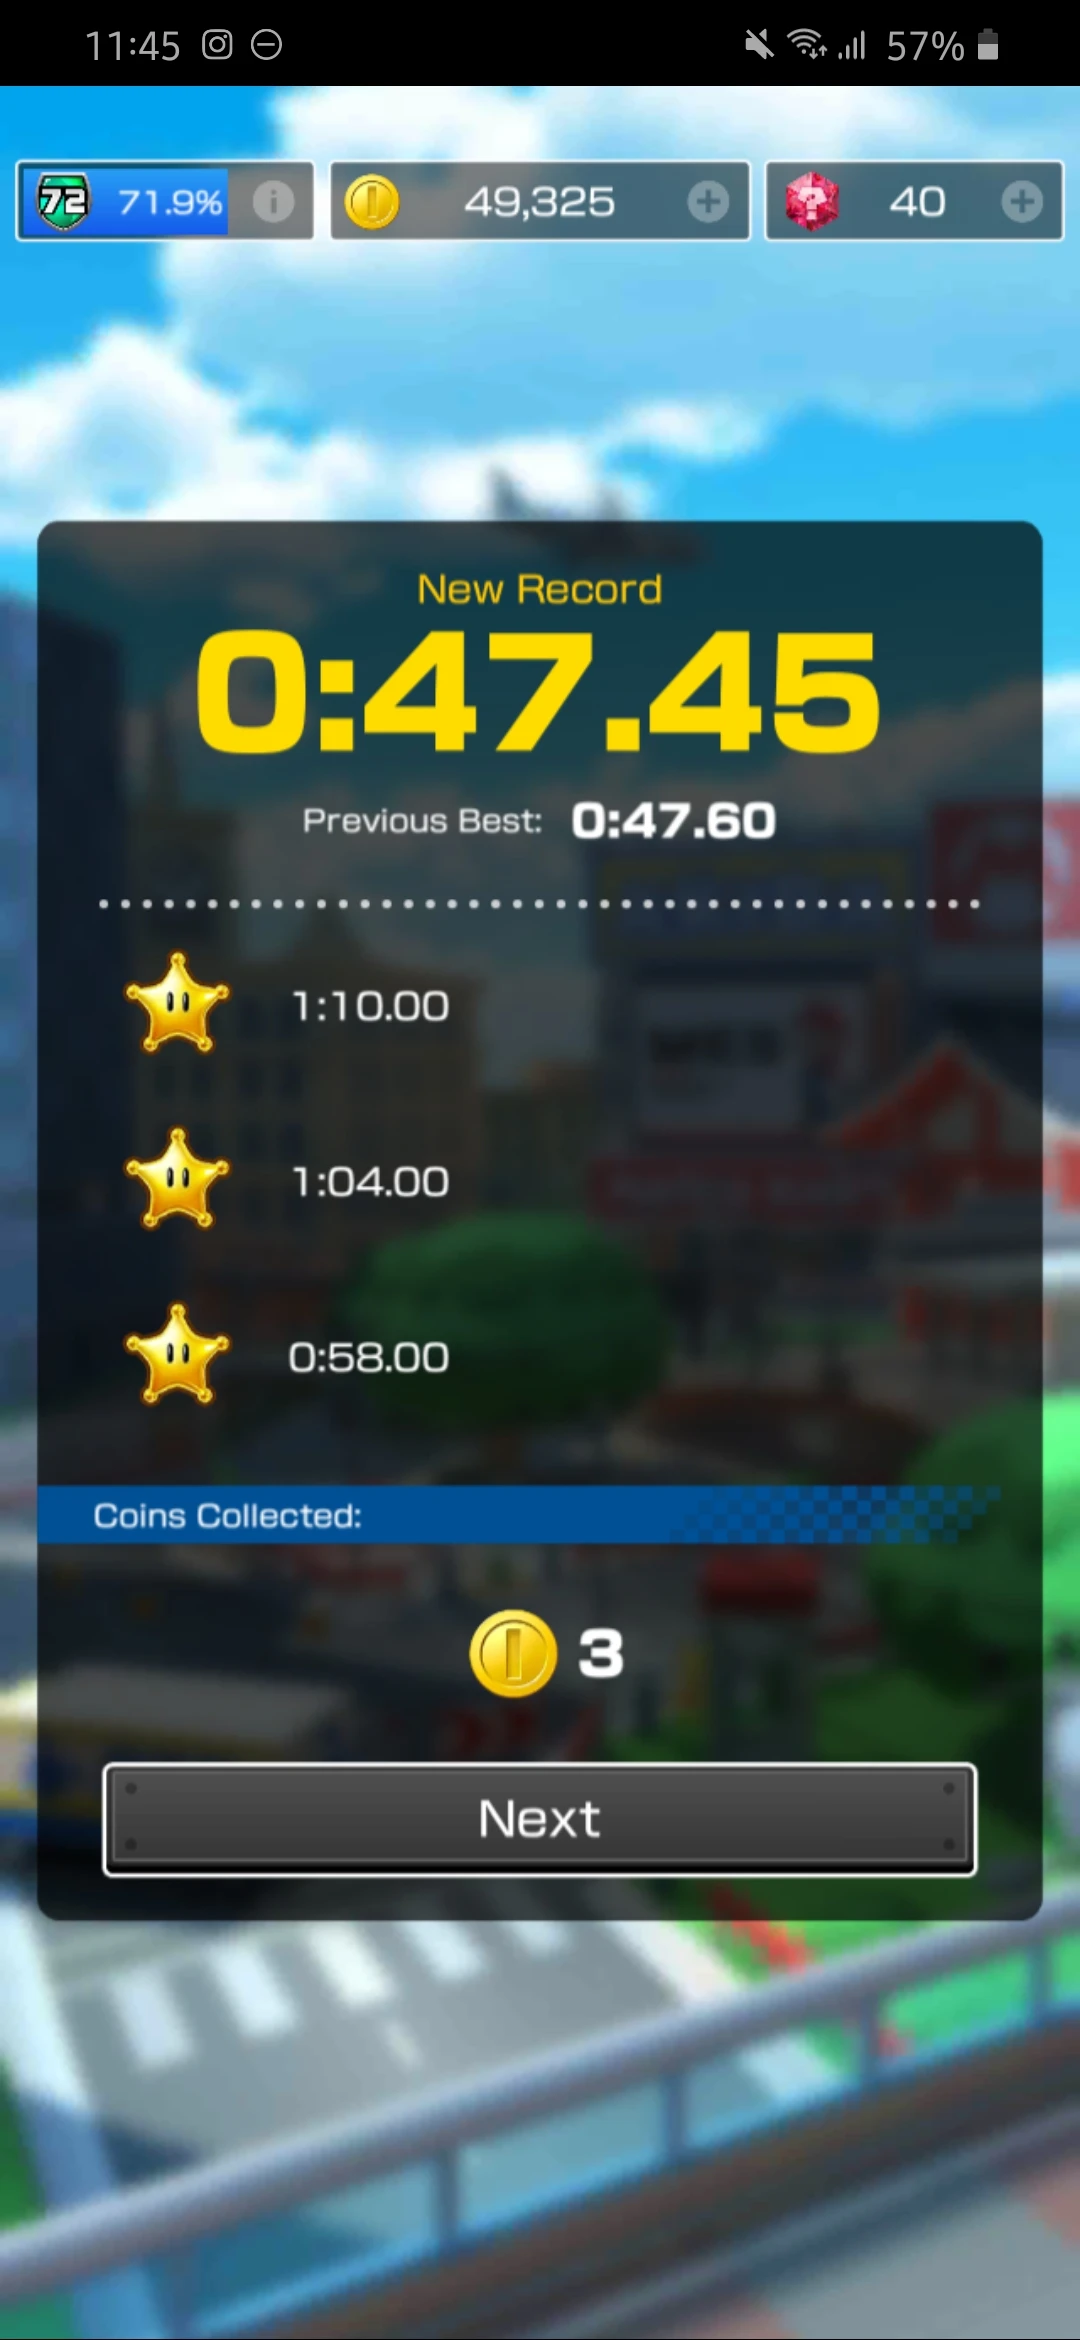 11:45 57%
72 71.9% i 49,325 + 40 +
New Record
0:47.45
Previous Best: 0:47.60
1:10.00
1:04.00
0:58.00
Coins Collected:
3
Next